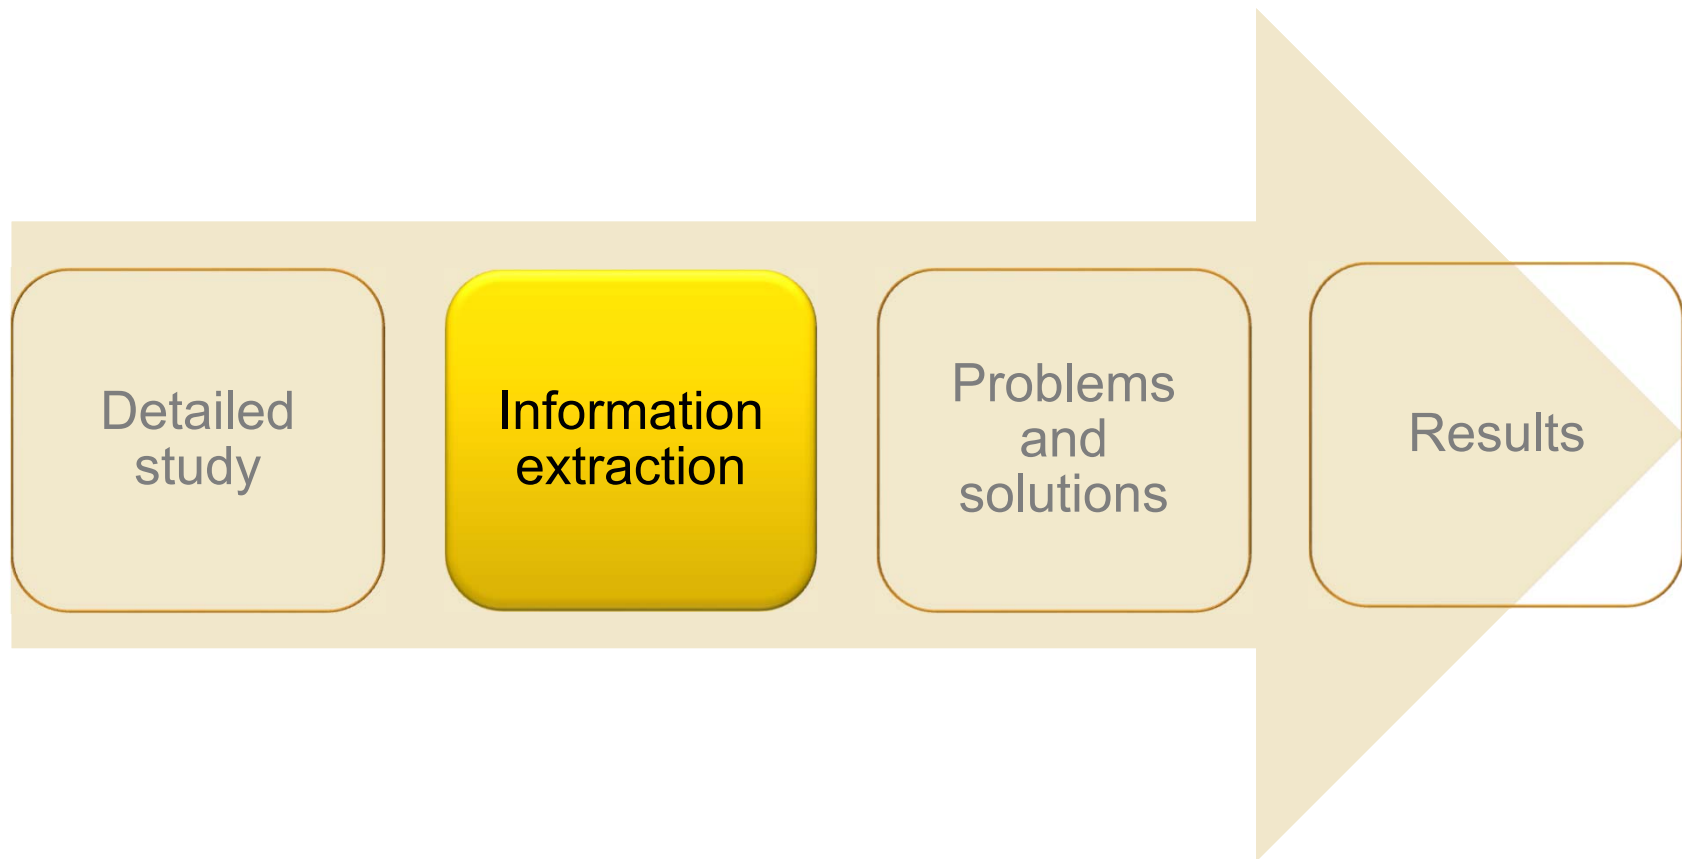 Detailed
study
Information
extraction
Problems
and
solutions
Results